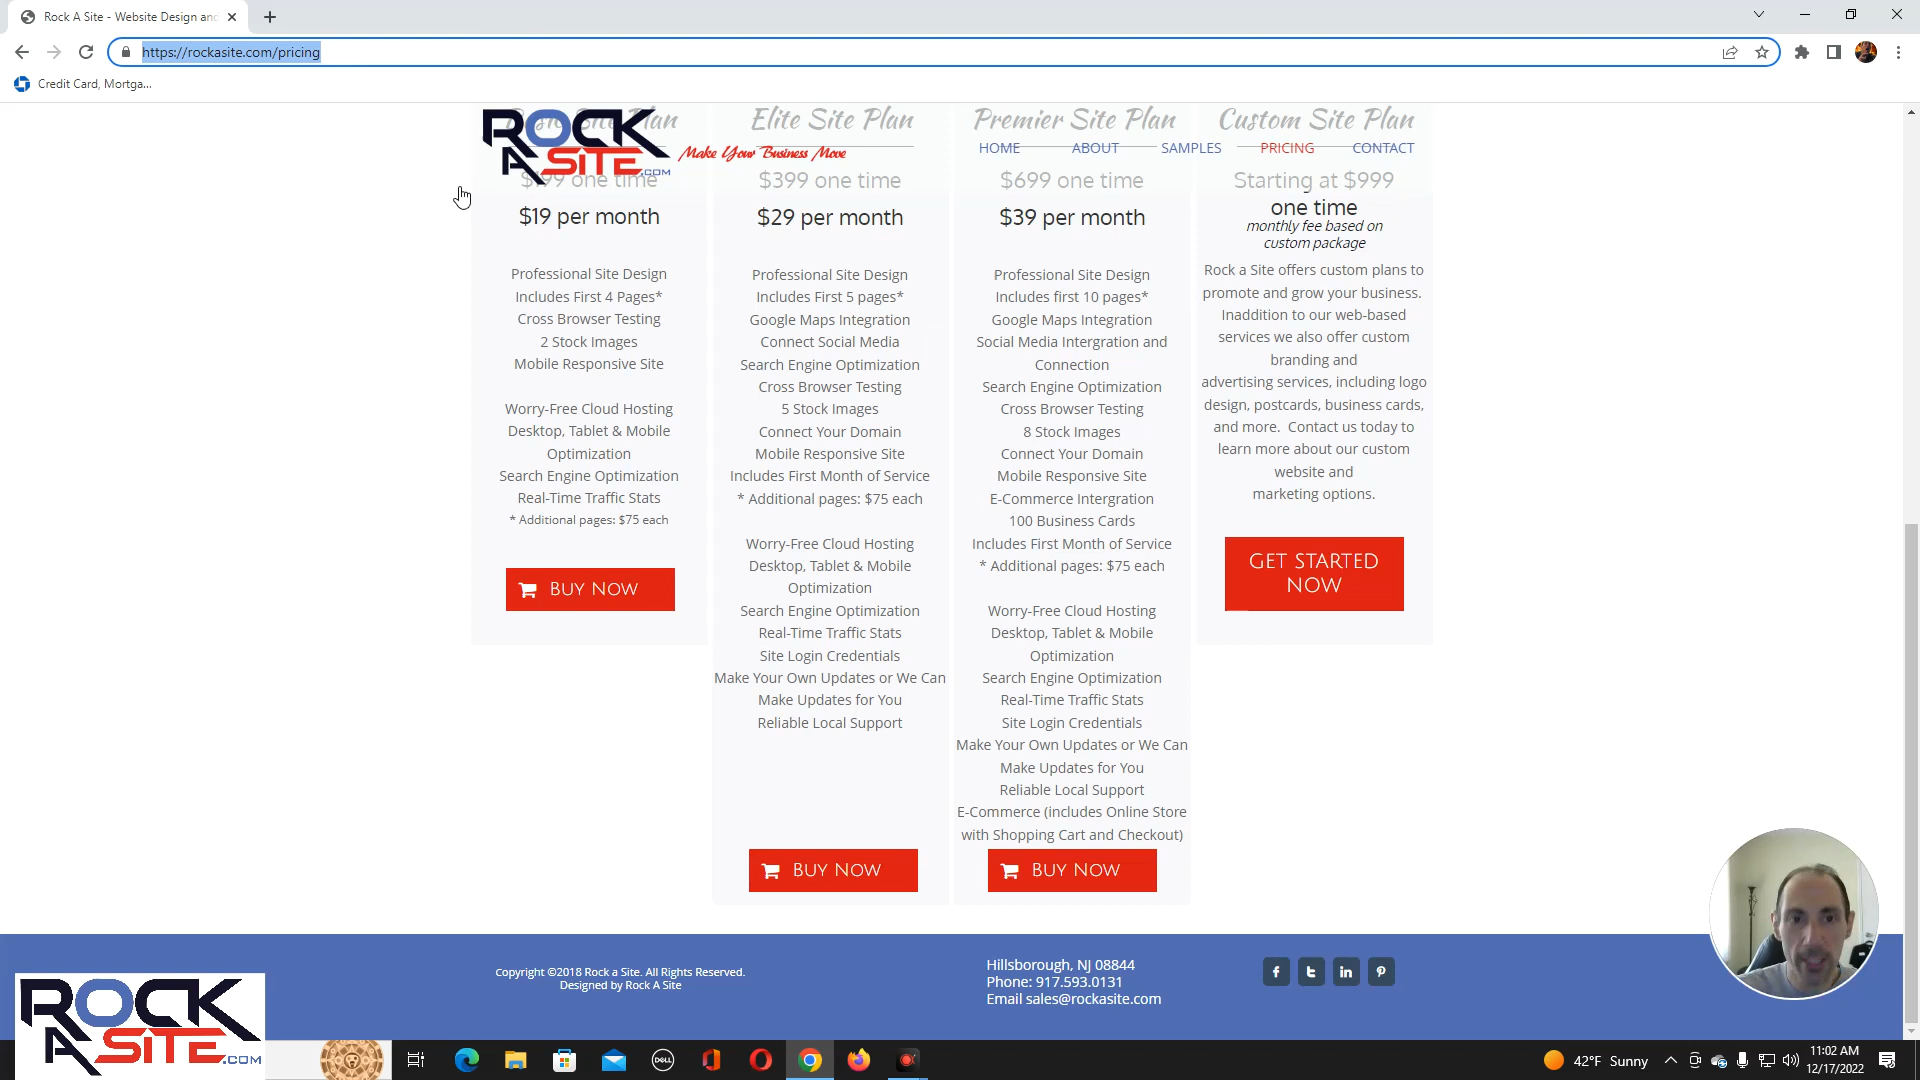 Rock A Site - Website Design and
https://rockasite.com/pricing
Credit Card, Mortga...
ROCK
A SITE
.COM
Make Your Business Move
HOME
ABOUT
SAMPLES
PRICING
CONTACT
Site Plan
one time
$19 per month
Professional Site Design
Includes First 4 Pages*
Cross Browser Testing
2 Stock Images
Mobile Responsive Site
Worry-Free Cloud Hosting
Desktop, Tablet & Mobile
Optimization
Search Engine Optimization
Real-Time Traffic Stats
* Additional pages: $75 each
Buy Now
Elite Site Plan
$399 one time
$29 per month
Professional Site Design
Includes First 5 pages*
Google Maps Integration
Connect Social Media
Search Engine Optimization
Cross Browser Testing
5 Stock Images
Connect Your Domain
Mobile Responsive Site
Includes First Month of Service
* Additional pages: $75 each
Worry-Free Cloud Hosting
Desktop, Tablet & Mobile
Optimization
Search Engine Optimization
Real-Time Traffic Stats
Site Login Credentials
Make Your Own Updates or We Can
Make Updates for You
Reliable Local Support
Buy Now
Premier Site Plan
$699 one time
$39 per month
Professional Site Design
Includes first 10 pages*
Google Maps Integration
Social Media Intergration and
Connection
Search Engine Optimization
Cross Browser Testing
8 Stock Images
Connect Your Domain
Mobile Responsive Site
E-Commerce Intergration
100 Business Cards
Includes First Month of Service
* Additional pages: $75 each
Worry-Free Cloud Hosting
Desktop, Tablet & Mobile
Optimization
Search Engine Optimization
Real-Time Traffic Stats
Site Login Credentials
Make Your Own Updates or We Can
Make Updates for You
Reliable Local Support
E-Commerce (includes Online Store
with Shopping Cart and Checkout)
Buy Now
Custom Site Plan
Starting at $999
one time
monthly fee based on
custom package
Rock a Site offers custom plans to
promote and grow your business.
Inaddition to our web-based
services we also offer custom
branding and
advertising services, including logo
design, postcards, business cards,
and more. Contact us today to
learn more about our custom
website and
marketing options.
GET STARTED
NOW
Copyright ©2018 Rock a Site. All Rights Reserved.
Designed by Rock A Site
Hillsborough, NJ 08844
Phone: 917.593.0131
Email sales@rockasite.com
ROCK
A SITE
.COM
DELL
42°F Sunny
11:02 AM
12/17/2022